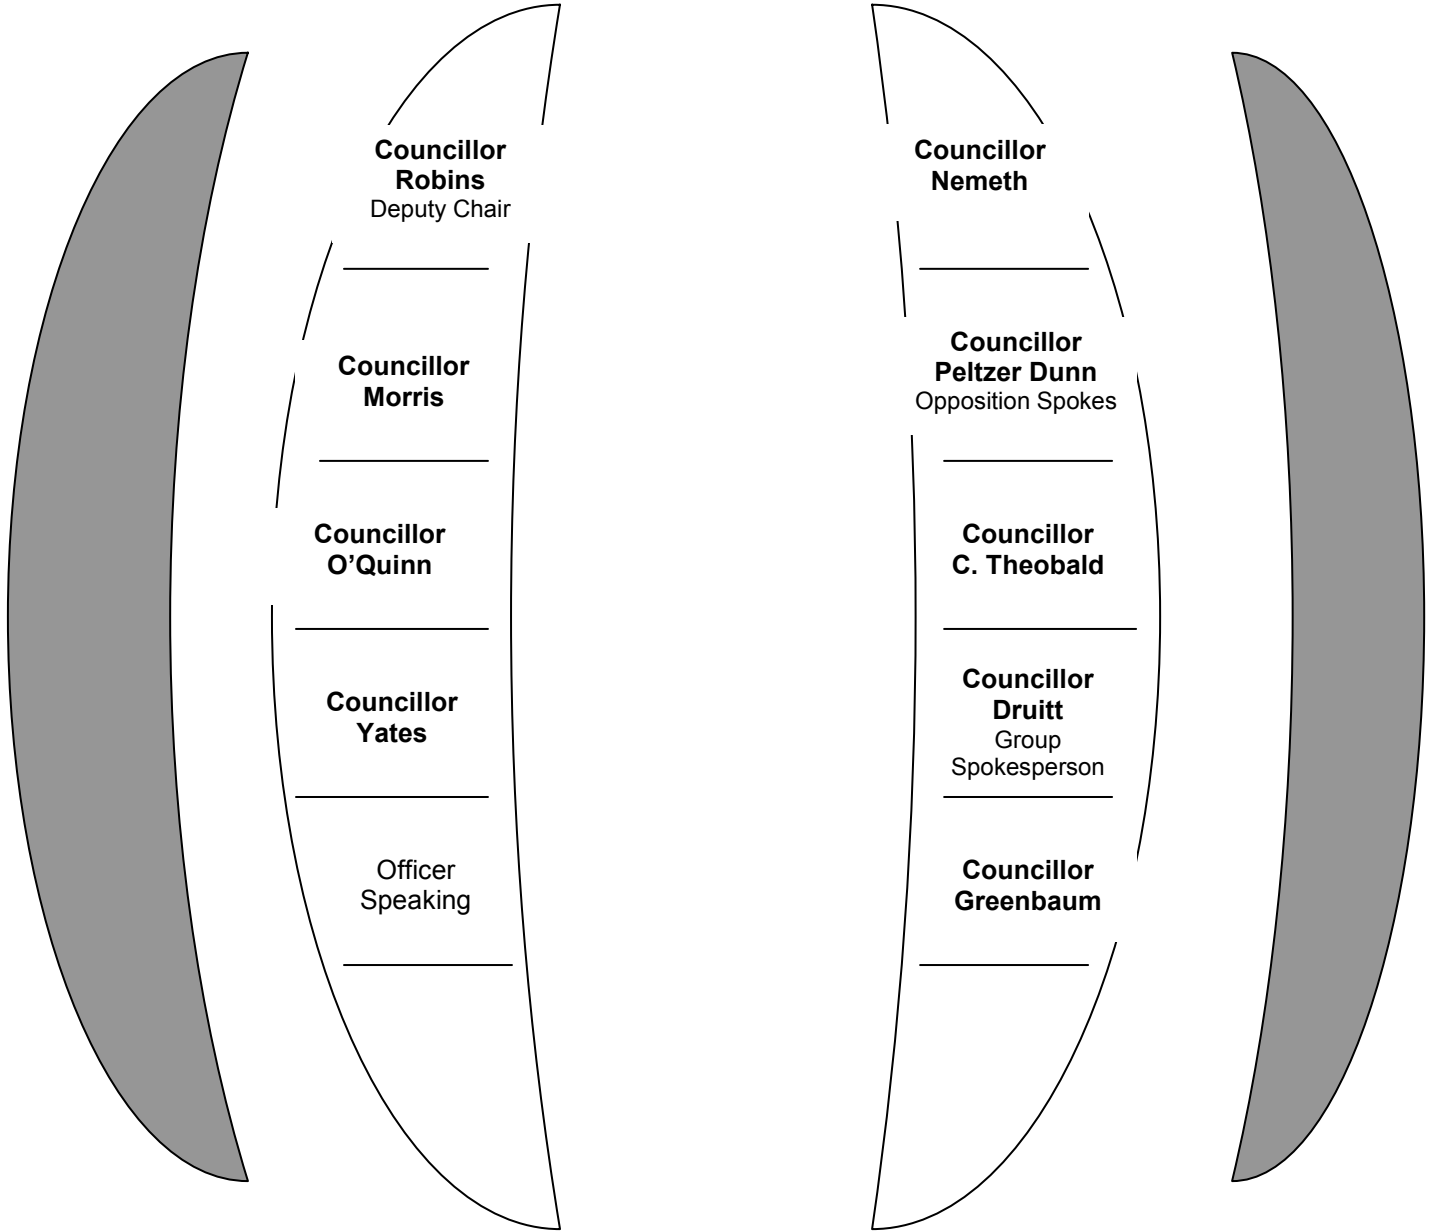 Councillor
Robins
Deputy Chair
Councillor
Morris
Councillor
O’Quinn
Councillor
Yates
Officer
Speaking
Councillor
Nemeth
Councillor
Peltzer Dunn
Opposition Spokes
Councillor
C. Theobald
Councillor
Druitt
Group
Spokesperson
Councillor
Greenbaum